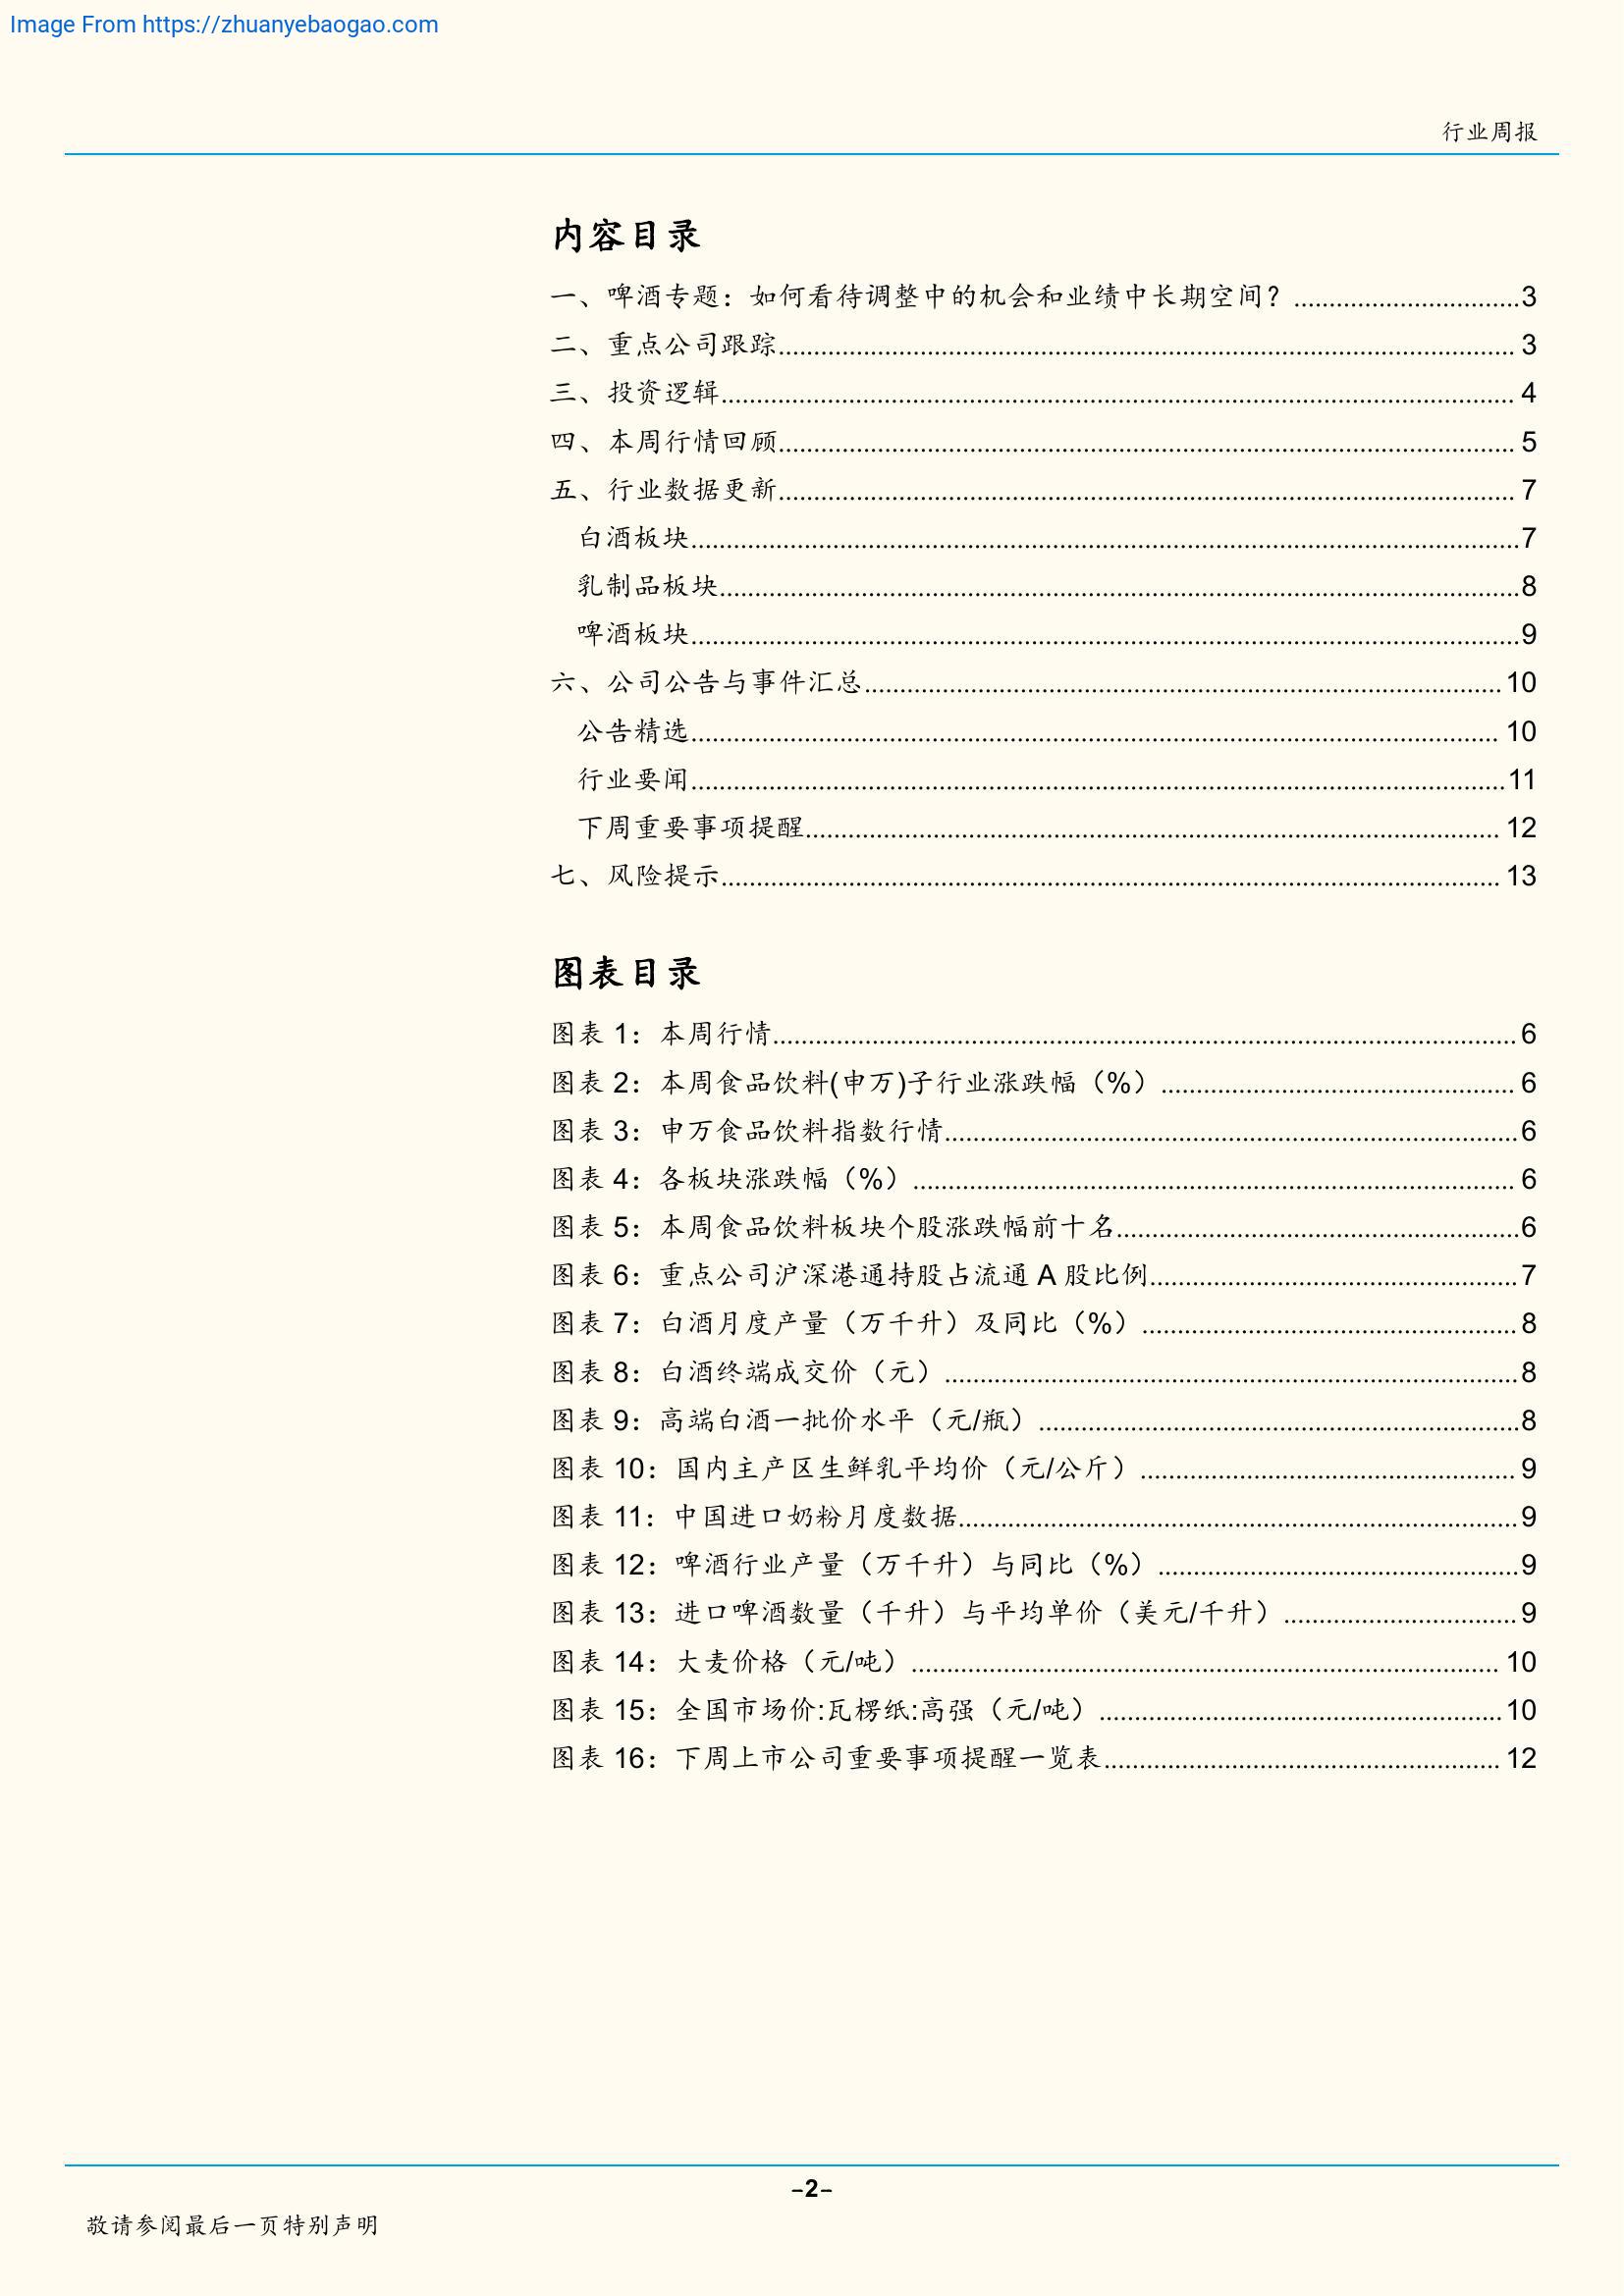 Image From https://zhuanyebaogao.com
行业周报
内容目录
一、啤酒专题：如何看待调整中的机会和业绩中长期空间？................................3
二、重点公司跟踪........................................................................................................ 3
三、投资逻辑................................................................................................................ 4
四、本周行情回顾........................................................................................................ 5
五、行业数据更新........................................................................................................ 7
白酒板块.....................................................................................................................7
乳制品板块.................................................................................................................8
啤酒板块.....................................................................................................................9
六、公司公告与事件汇总.......................................................................................... 10
公告精选.................................................................................................................. 10
行业要闻...................................................................................................................11
下周重要事项提醒.................................................................................................. 12
七、风险提示.............................................................................................................. 13
图表目录
图表 1：本周行情......................................................................................................... 6
图表 2：本周食品饮料(申万)子行业涨跌幅（%）.................................................. 6
图表 3：申万食品饮料指数行情.................................................................................6
图表 4：各板块涨跌幅（%）..................................................................................... 6
图表 5：本周食品饮料板块个股涨跌幅前十名.........................................................6
图表 6：重点公司沪深港通持股占流通 A 股比例.................................................... 7
图表 7：白酒月度产量（万千升）及同比（%）..................................................... 8
图表 8：白酒终端成交价（元）.................................................................................8
图表 9：高端白酒一批价水平（元/瓶）....................................................................8
图表 10：国内主产区生鲜乳平均价（元/公斤）..................................................... 9
图表 11：中国进口奶粉月度数据............................................................................... 9
图表 12：啤酒行业产量（万千升）与同比（%）...................................................9
图表 13：进口啤酒数量（千升）与平均单价（美元/千升）................................. 9
图表 14：大麦价格（元/吨）................................................................................... 10
图表 15：全国市场价:瓦楞纸:高强（元/吨）.........................................................10
图表 16：下周上市公司重要事项提醒一览表........................................................ 12
-2-
敬请参阅最后一页特别声明